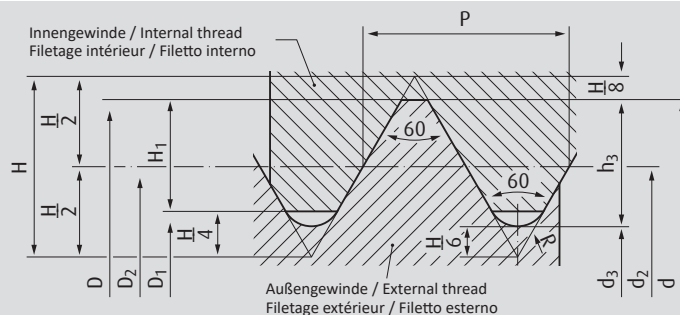 Innengewinde / Internal thread
Filetage intérieur / Filetto interno
P
H/8
H/2
H
H₁
h₃
60
60
H/2
H/4
H/6
R
D
D₂
D₁
d₃
d₂
d
Außengewinde / External thread
Filetage extérieur / Filetto esterno